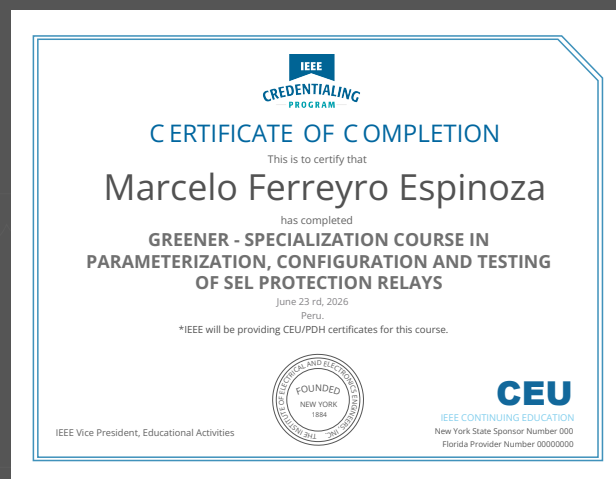 IEEE
CREDENTIALING
PROGRAM
CERTIFICATE OF COMPLETION
This is to certify that
Marcelo Ferreyro Espinoza
has completed
GREENER - SPECIALIZATION COURSE IN
PARAMETERIZATION, CONFIGURATION AND TESTING
OF SEL PROTECTION RELAYS
June 23 rd, 2026
Peru.
*IEEE will be providing CEU/PDH certificates for this course.
THE INSTITUTE OF ELECTRICAL AND ELECTRONICS ENGINEERS, INC.
FOUNDED
NEW YORK
1884
IEEE Vice President, Educational Activities
CEU
IEEE CONTINUING EDUCATION
New York State Sponsor Number 000
Florida Provider Number 00000000